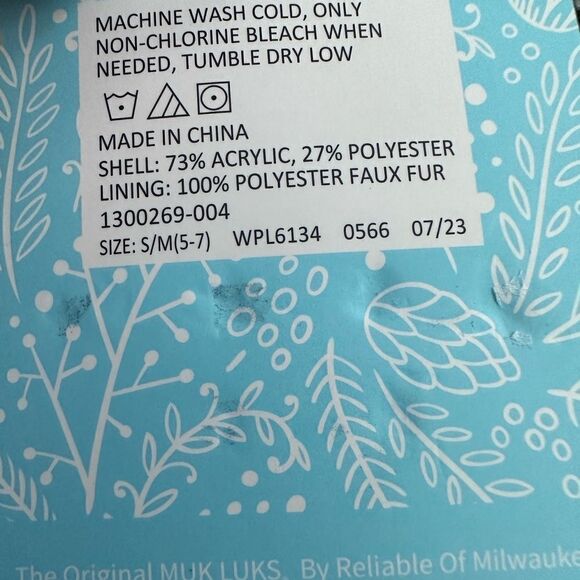 MACHINE WASH COLD, ONLY
NON-CHLORINE BLEACH WHEN
NEEDED, TUMBLE DRY LOW
MADE IN CHINA
SHELL: 73% ACRYLIC, 27% POLYESTER
LINING: 100% POLYESTER FAUX FUR
1300269-004
SIZE: S/M(5-7) WPL6134 0566 07/23
The Original MUK LUKS® By Reliable Of Milwauke